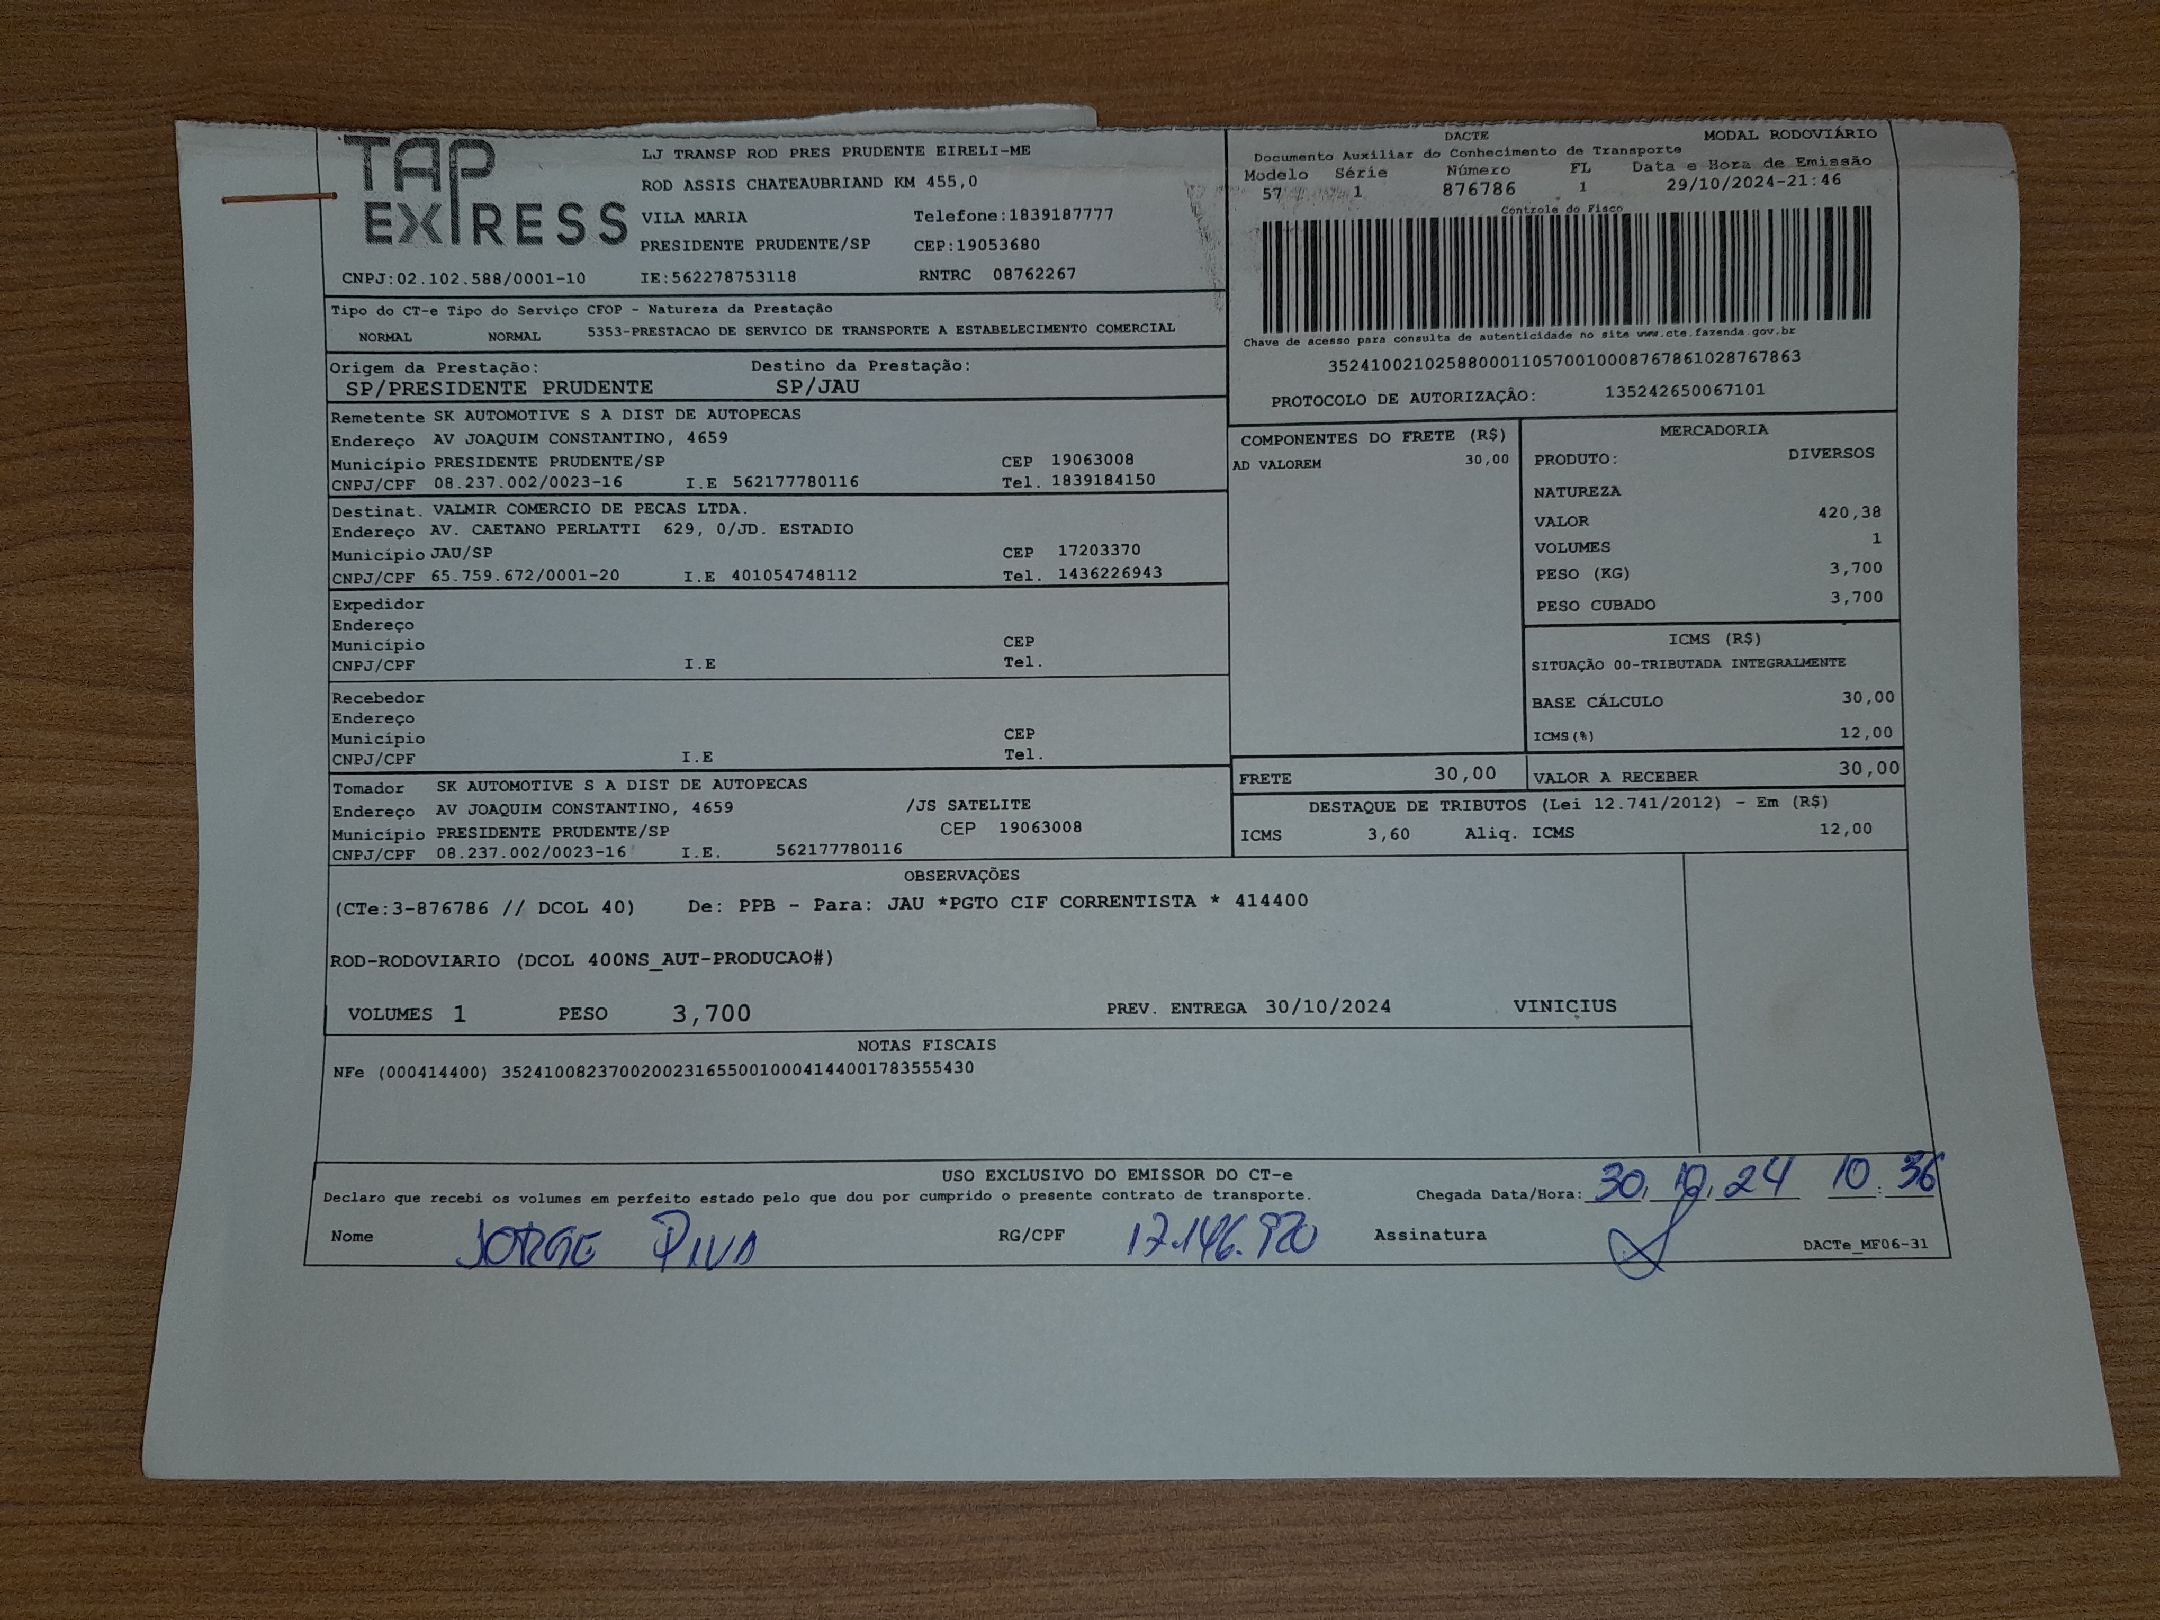 TAP EXPRESS
LJ TRANSP ROD PRES PRUDENTE EIRELI-ME
ROD ASSIS CHATEAUBRIAND KM 455,0
VILA MARIA Telefone:1839187777
PRESIDENTE PRUDENTE/SP CEP:19053680
CNPJ:02.102.588/0001-10 IE:562278753118 RNTRC 08762267
DACTE MODAL RODOVIÁRIO
Documento Auxiliar do Conhecimento de Transporte
Modelo Série Número FL Data e Hora de Emissão
57 1 876786 1 29/10/2024-21:46
Controle do Fisco
Chave de acesso para consulta de autenticidade no site www.cte.fazenda.gov.br
35241002102588000110570010008767861028767863
PROTOCOLO DE AUTORIZAÇÃO: 135242650067101
Tipo do CT-e Tipo do Serviço CFOP - Natureza da Prestação
NORMAL NORMAL 5353-PRESTACAO DE SERVICO DE TRANSPORTE A ESTABELECIMENTO COMERCIAL
Origem da Prestação: Destino da Prestação:
SP/PRESIDENTE PRUDENTE SP/JAU
Remetente SK AUTOMOTIVE S A DIST DE AUTOPECAS
Endereço AV JOAQUIM CONSTANTINO, 4659
Município PRESIDENTE PRUDENTE/SP CEP 19063008
CNPJ/CPF 08.237.002/0023-16 I.E 562177780116 Tel. 1839184150
Destinat. VALMIR COMERCIO DE PECAS LTDA.
Endereço AV. CAETANO PERLATTI 629, 0/JD. ESTADIO
Município JAU/SP CEP 17203370
CNPJ/CPF 65.759.672/0001-20 I.E 401054748112 Tel. 1436226943
Expedidor
Endereço
Município CEP
CNPJ/CPF I.E Tel.
Recebedor
Endereço
Município CEP
CNPJ/CPF I.E Tel.
Tomador SK AUTOMOTIVE S A DIST DE AUTOPECAS
Endereço AV JOAQUIM CONSTANTINO, 4659 /JS SATELITE
Município PRESIDENTE PRUDENTE/SP CEP 19063008
CNPJ/CPF 08.237.002/0023-16 I.E. 562177780116
COMPONENTES DO FRETE (R$)
AD VALOREM 30,00
MERCADORIA
PRODUTO: DIVERSOS
NATUREZA
VALOR 420,38
VOLUMES 1
PESO (KG) 3,700
PESO CUBADO 3,700
ICMS (R$)
SITUAÇÃO 00-TRIBUTADA INTEGRALMENTE
BASE CÁLCULO 30,00
ICMS(%) 12,00
FRETE 30,00 VALOR A RECEBER 30,00
DESTAQUE DE TRIBUTOS (Lei 12.741/2012) - Em (R$)
ICMS 3,60 Aliq. ICMS 12,00
OBSERVAÇÕES
(CTe:3-876786 // DCOL 40) De: PPB - Para: JAU *PGTO CIF CORRENTISTA * 414400
ROD-RODOVIARIO (DCOL 400NS_AUT-PRODUCAO#)
VOLUMES 1 PESO 3,700 PREV. ENTREGA 30/10/2024 VINICIUS
NOTAS FISCAIS
NFe (000414400) 35241008237002002316550010004144001783555430
USO EXCLUSIVO DO EMISSOR DO CT-e
Declaro que recebi os volumes em perfeito estado pelo que dou por cumprido o presente contrato de transporte. Chegada Data/Hora: 30.10.24 10:36
Nome JORGE PIVA RG/CPF 17.146.920 Assinatura
DACTe_MF06-31